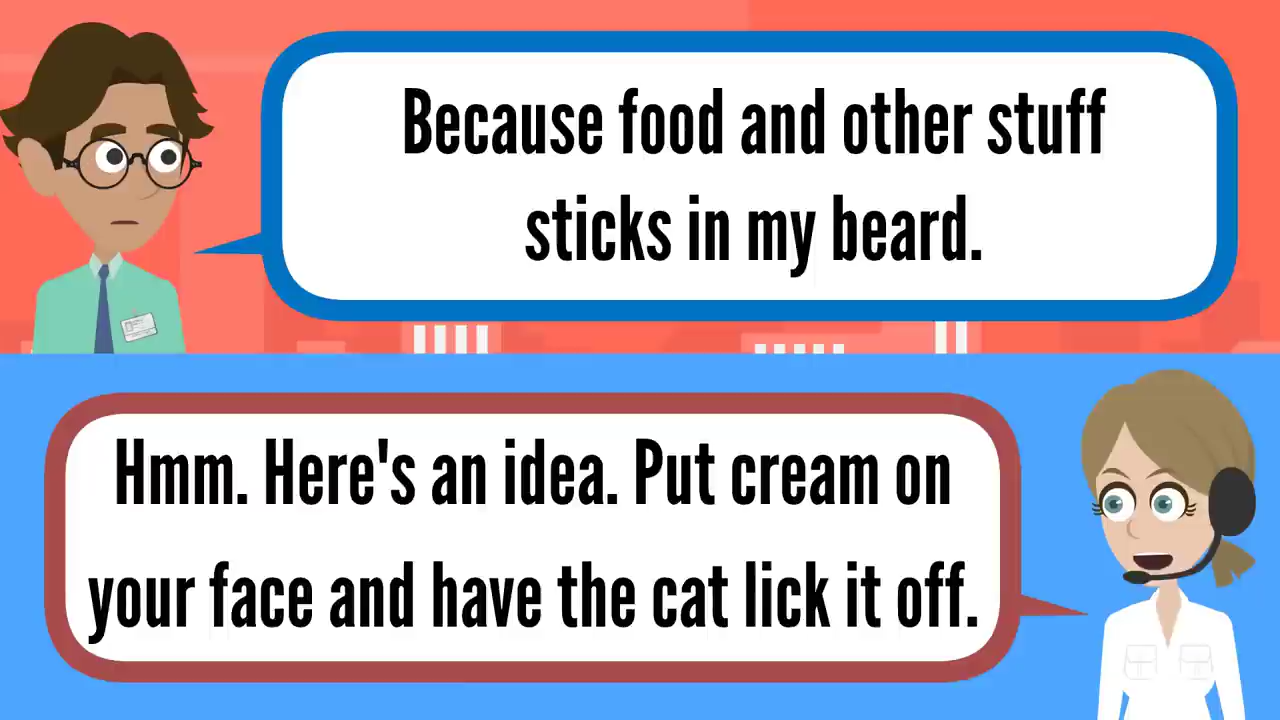 Because food and other stuff
sticks in my beard.
Hmm. Here's an idea. Put cream on
your face and have the cat lick it off.